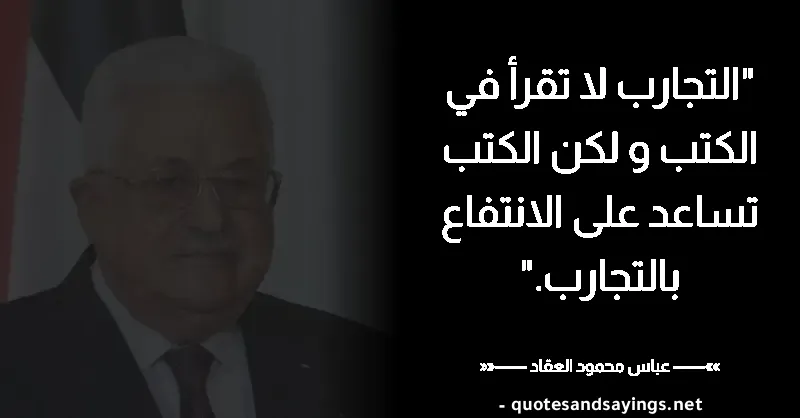 "التجارب لا تقرأ في
الكتب و لكن الكتب
تساعد على الانتفاع
بالتجارب."
»»—— عباس محمود العقاد ——««
- quotesandsayings.net